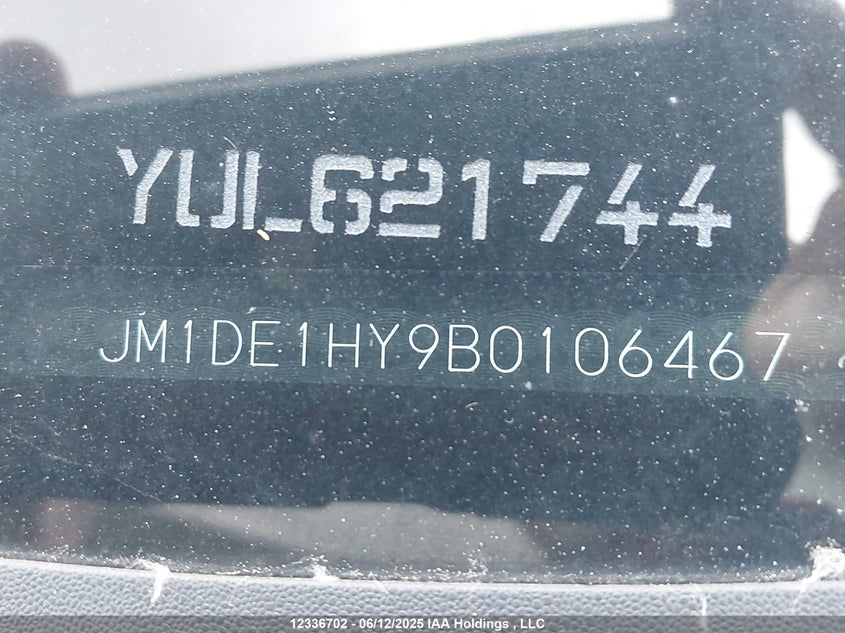 YUL621744
JM1DE1HY9B0106467
12336702 - 06/12/2025 IAA Holdings , LLC